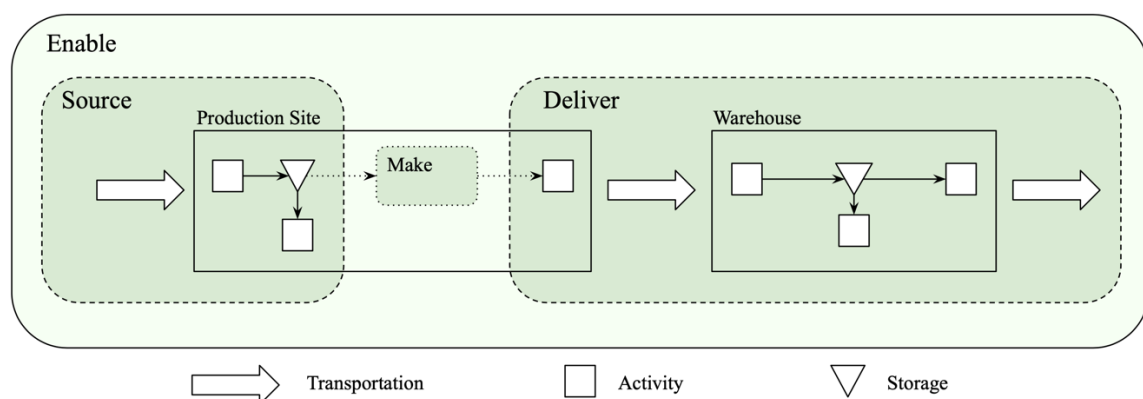 Enable
Source
Deliver
Production Site
Warehouse
Make
Transportation
Activity
Storage